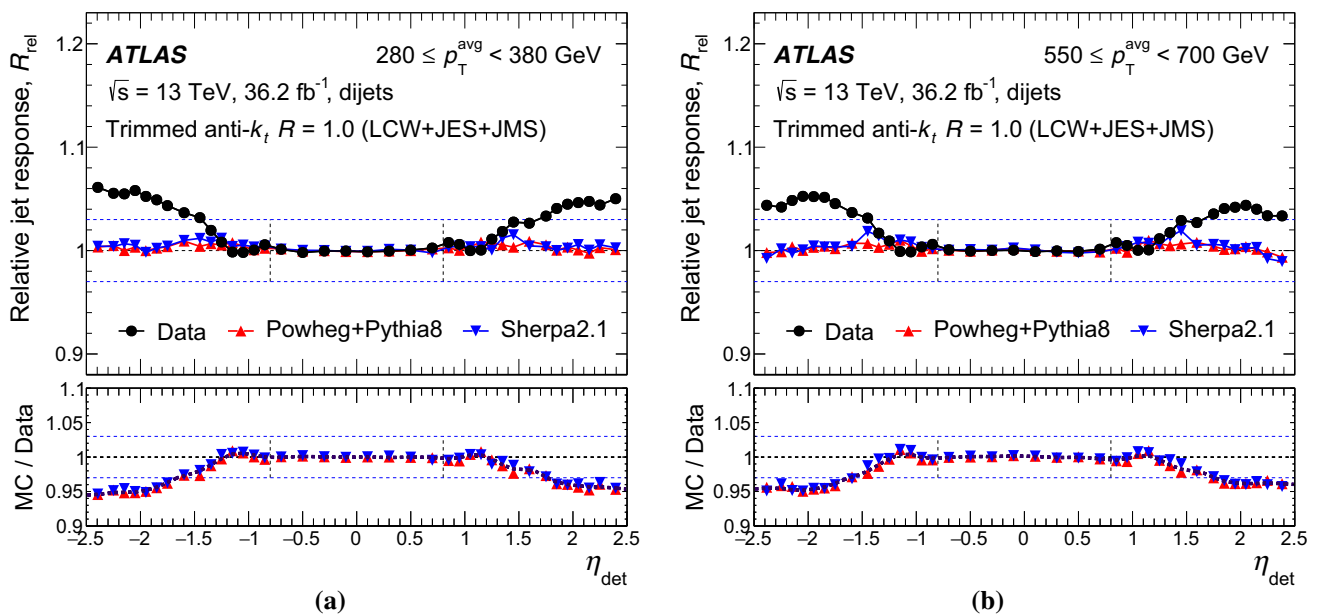 Relative jet response, R_rel
1.2
1.1
1
0.9
ATLAS 280 ≤ p_T^avg < 380 GeV
√s = 13 TeV, 36.2 fb⁻¹, dijets
Trimmed anti-k_t R = 1.0 (LCW+JES+JMS)
Data Powheg+Pythia8 Sherpa2.1
MC / Data
1.1
1.05
1
0.95
0.9
−2.5 −2 −1.5 −1 −0.5 0 0.5 1 1.5 2 2.5
η_det
(a)
Relative jet response, R_rel
1.2
1.1
1
0.9
ATLAS 550 ≤ p_T^avg < 700 GeV
√s = 13 TeV, 36.2 fb⁻¹, dijets
Trimmed anti-k_t R = 1.0 (LCW+JES+JMS)
Data Powheg+Pythia8 Sherpa2.1
MC / Data
1.1
1.05
1
0.95
0.9
−2.5 −2 −1.5 −1 −0.5 0 0.5 1 1.5 2 2.5
η_det
(b)